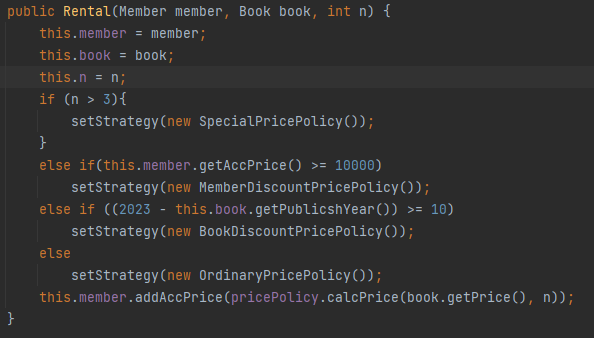 public Rental(Member member, Book book, int n) {
this.member = member;
this.book = book;
this.n = n;
if (n > 3){
setStrategy(new SpecialPricePolicy());
}
else if(this.member.getAccPrice() >= 10000)
setStrategy(new MemberDiscountPricePolicy());
else if ((2023 - this.book.getPublicshYear()) >= 10)
setStrategy(new BookDiscountPricePolicy());
else
setStrategy(new OrdinaryPricePolicy());
this.member.addAccPrice(pricePolicy.calcPrice(book.getPrice(), n));
}